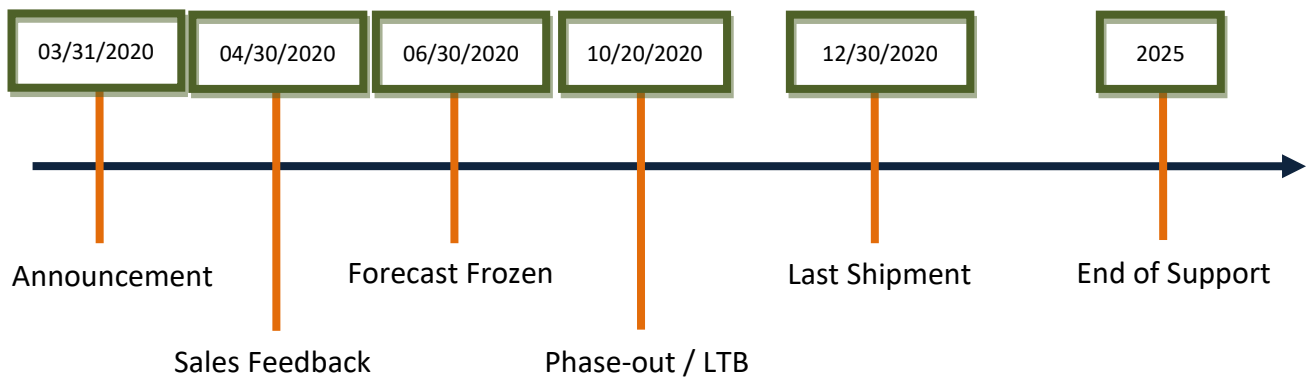 03/31/2020
04/30/2020
06/30/2020
10/20/2020
12/30/2020
2025
Announcement
Forecast Frozen
Last Shipment
End of Support
Sales Feedback
Phase-out / LTB